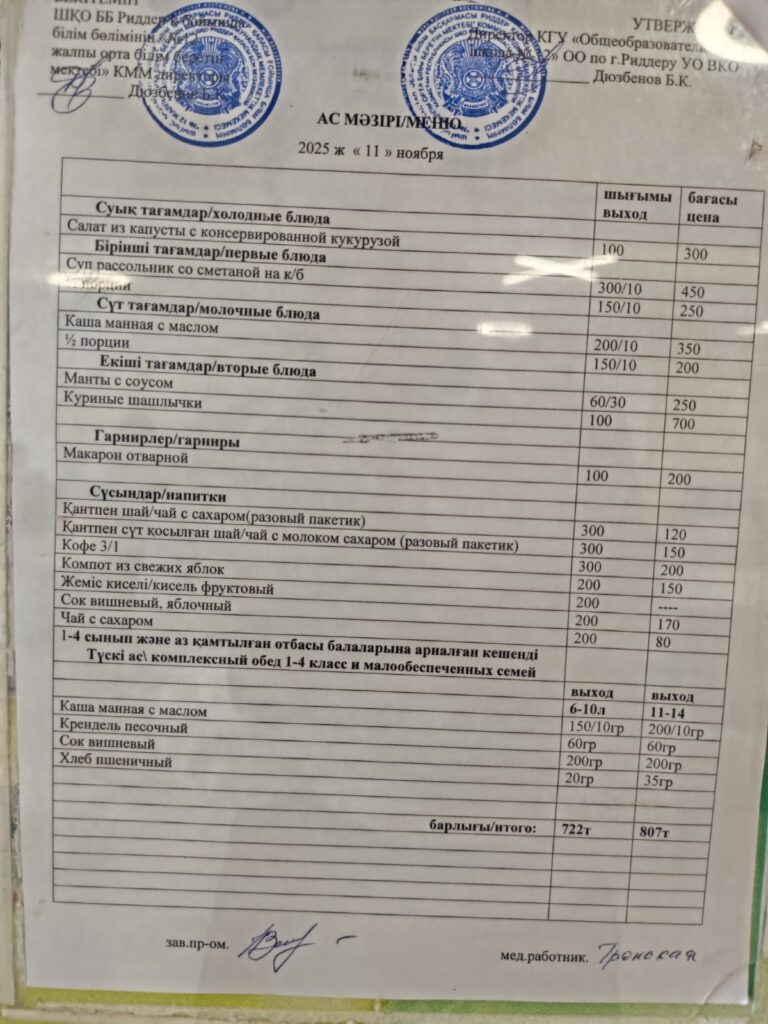 БЕКІТЕМІН
ШҚО ББ Риддер
білім бөлімінің «№12
жалпы орта білім беретін
мектебі» КММ директоры
Дюзбенов Б.К.
УТВЕРЖ
Директор КГУ «Общеобразователь
школа № 12» ОО по г.Риддеру УО ВКО
Дюзбенов Б.К.
АС МӘЗІРІ/МЕНЮ
2025 ж « 11 » ноября
шығымы бағасы
выход цена
Суық тағамдар/холодные блюда
Салат из капусты с консервированной кукурузой 100 300
Бірінші тағамдар/первые блюда
Суп рассольник со сметаной на к/б 300/10 450
порции 150/10 250
Сүт тағамдар/молочные блюда
Каша манная с маслом 200/10 350
½ порции 150/10 200
Екіші тағамдар/вторые блюда
Манты с соусом 60/30 250
Куриные шашлычки 100 700
Гарнирлер/гарниры
Макарон отварной 100 200
Сүсындар/напитки
Қантпен шай/чай с сахаром(разовый пакетик) 300 120
Қантпен сүт қосылған шай/чай с молоком сахаром (разовый пакетик) 300 150
Кофе 3/1 300 200
Компот из свежих яблок 200 150
Жеміс киселі/кисель фруктовый 200 ----
Сок вишневый, яблочный 200 170
Чай с сахаром 200 80
1-4 сынып және аз қамтылған отбасы балаларына арналған кешенді
Түскі ас\ комплексный обед 1-4 класс и малообеспеченных семей
выход выход
6-10л 11-14
Каша манная с маслом 150/10гр 200/10гр
Крендель песочный 60гр 60гр
Сок вишневый 200гр 200гр
Хлеб пшеничный 20гр 35гр
барлығы/итого: 722т 807т
зав.пр-ом.
мед.работник. Тронская